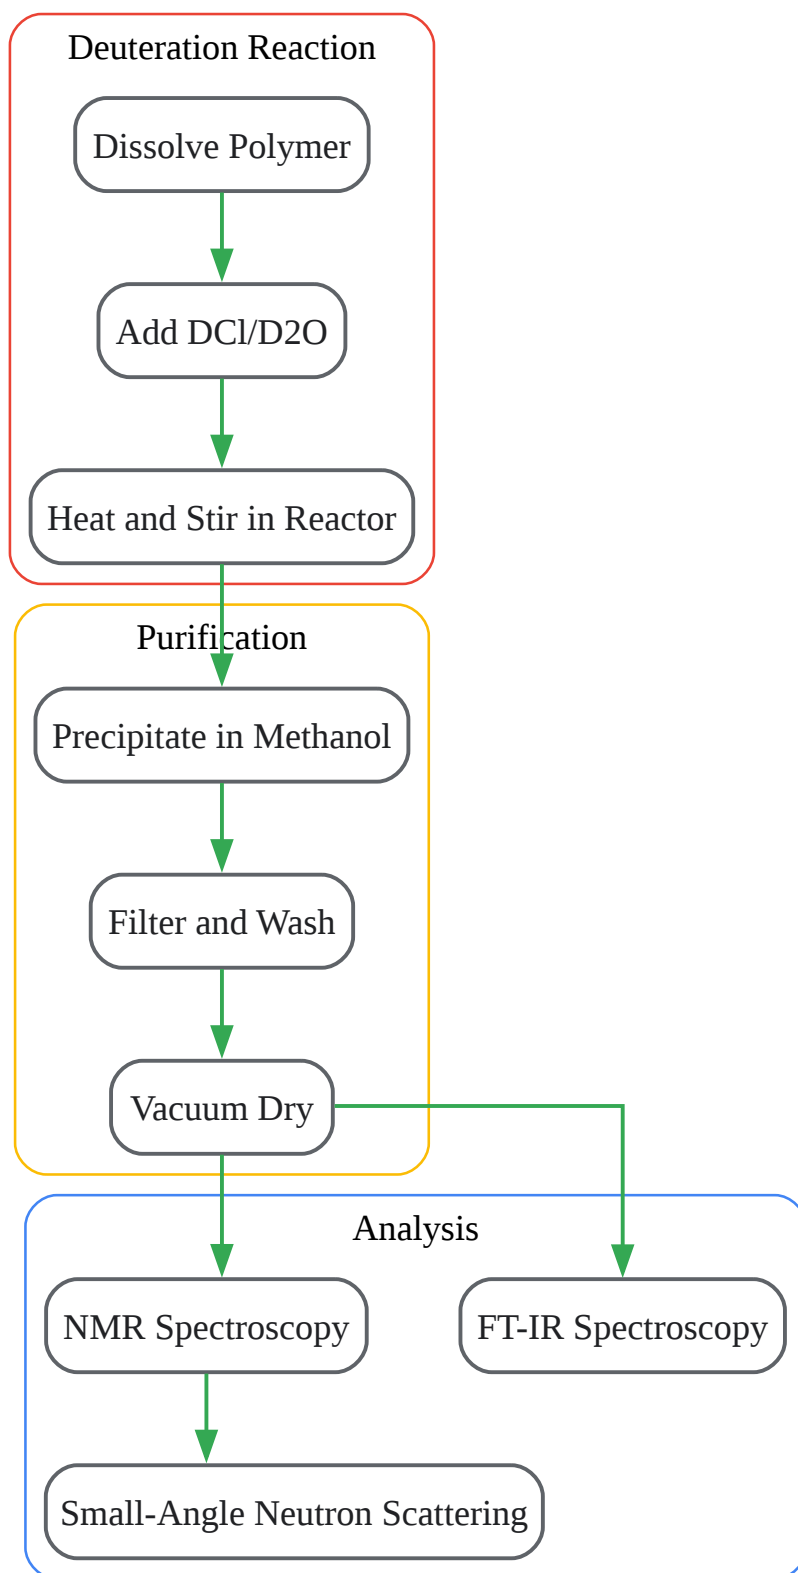 Deuteration Reaction
Dissolve Polymer
Add DCl/D2O
Heat and Stir in Reactor
Purification
Precipitate in Methanol
Filter and Wash
Vacuum Dry
Analysis
NMR Spectroscopy
FT-IR Spectroscopy
Small-Angle Neutron Scattering